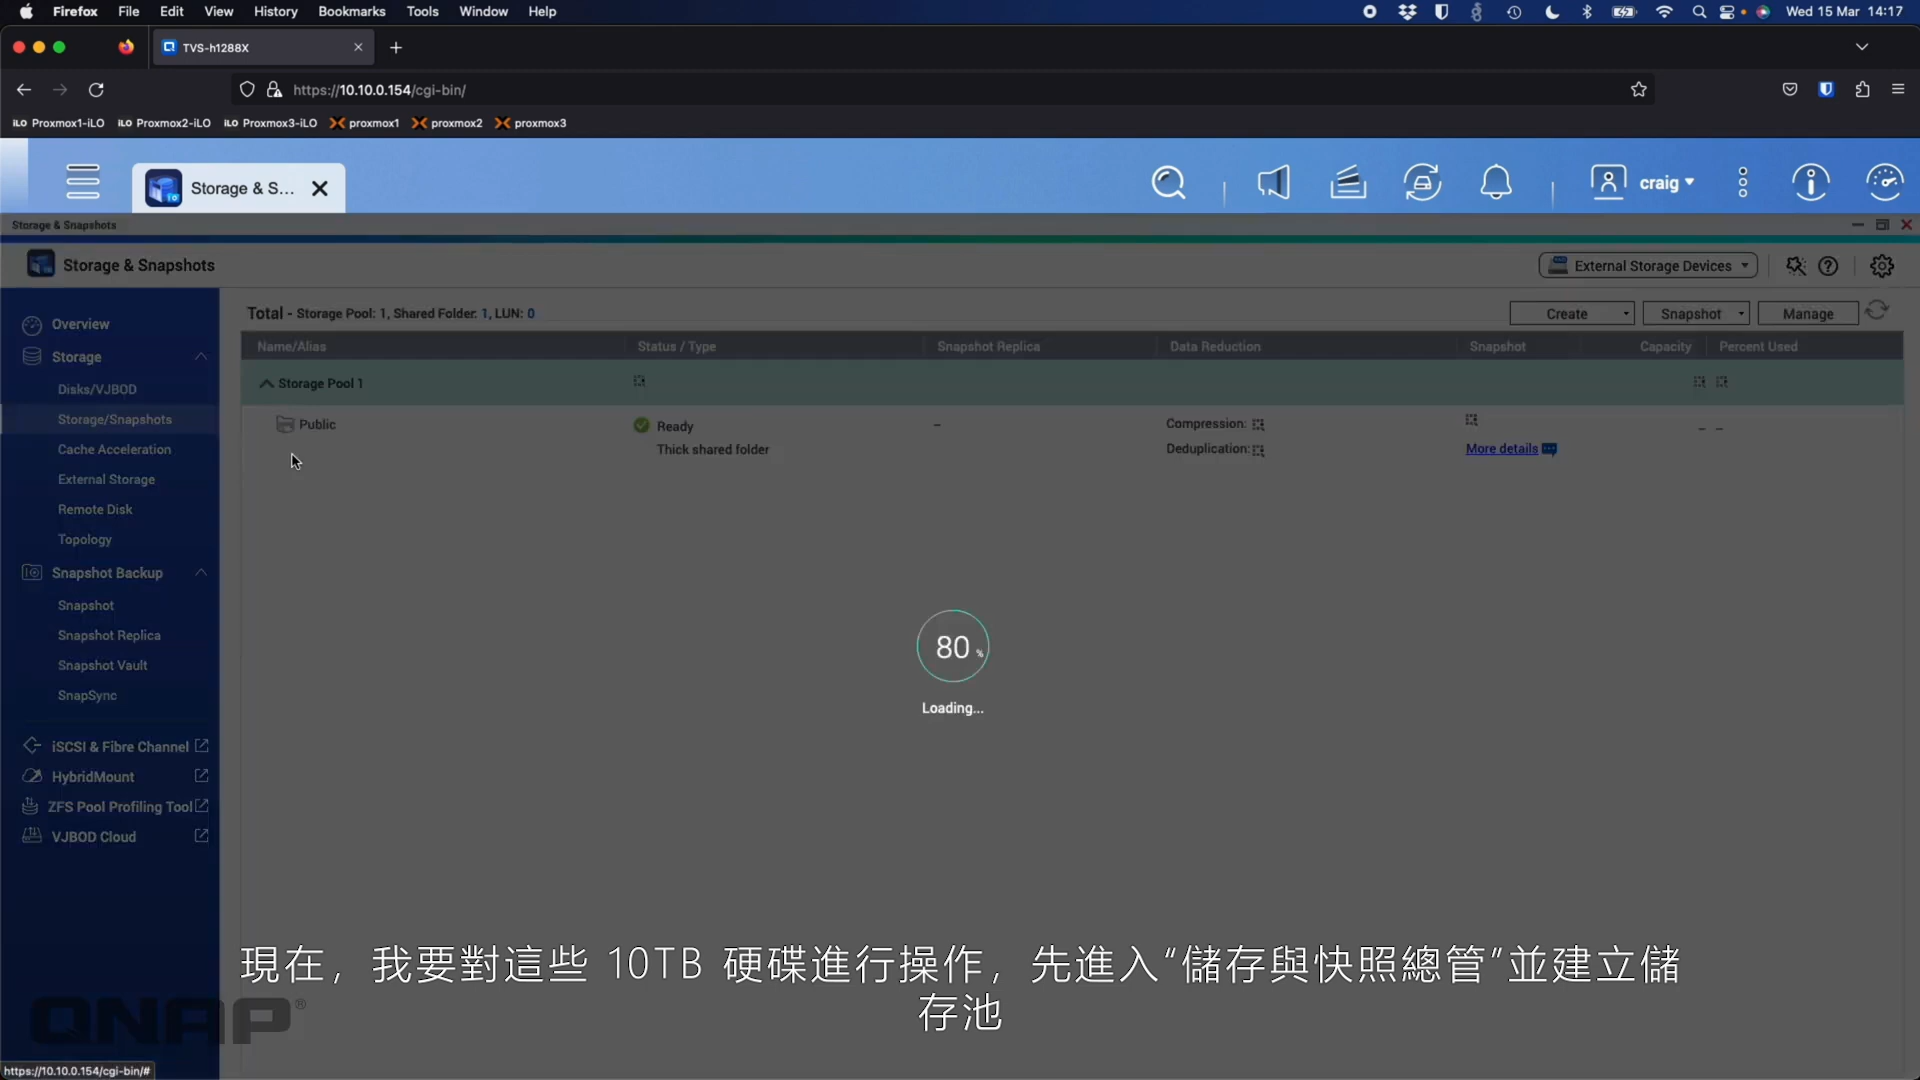 Firefox File Edit View History Bookmarks Tools Window Help Wed 15 Mar 14:17
TVS-h1288X
https://10.10.0.154/cgi-bin/
iLO Proxmox1-iLO iLO Proxmox2-iLO iLO Proxmox3-iLO proxmox1 proxmox2 proxmox3
Storage & S... craig
Storage & Snapshots
Storage & Snapshots External Storage Devices
Total - Storage Pool: 1, Shared Folder: 1, LUN: 0 Create Snapshot Manage
Name/Alias Status / Type Snapshot Replica Data Reduction Snapshot Capacity Percent Used
Storage Pool 1
Public Ready – Compression: – –
Thick shared folder Deduplication: More details
Overview
Storage
Disks/VJBOD
Storage/Snapshots
Cache Acceleration
External Storage
Remote Disk
Topology
Snapshot Backup
Snapshot
Snapshot Replica
Snapshot Vault
SnapSync
iSCSI & Fibre Channel
HybridMount
ZFS Pool Profiling Tool
VJBOD Cloud
80 %
Loading...
現在，我要對這些 10TB 硬碟進行操作，先進入“儲存與快照總管”並建立儲
存池
QNAP®
https://10.10.0.154/cgi-bin/#